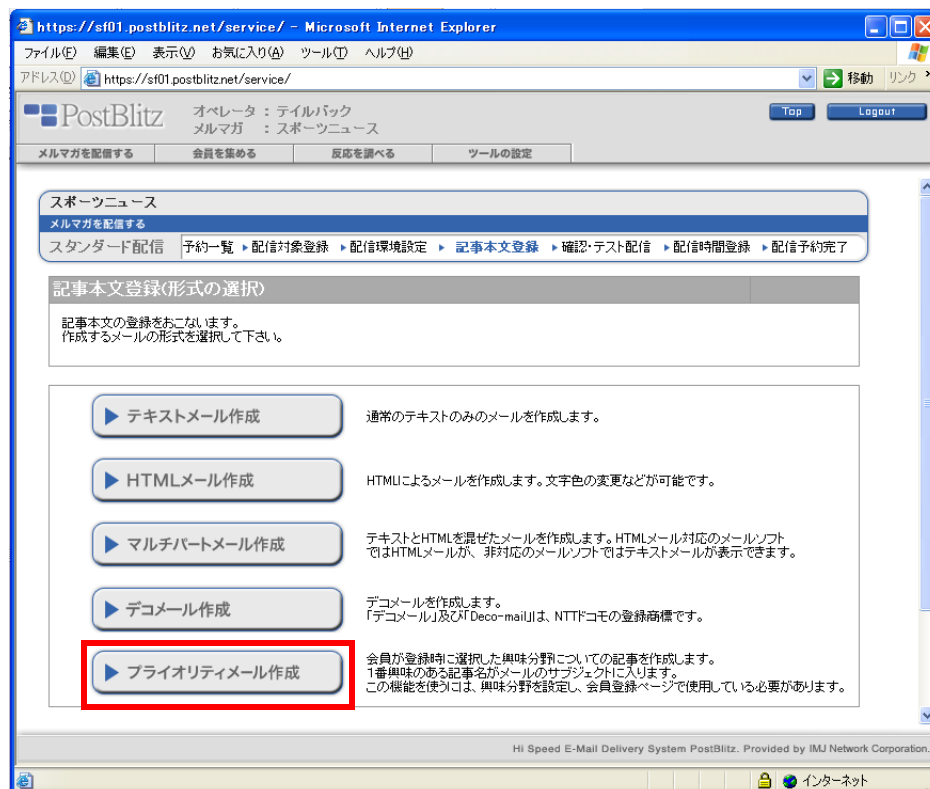 https://sf01.postblitz.net/service/ - Microsoft Internet Explorer
ファイル(F) 編集(E) 表示(V) お気に入り(A) ツール(T) ヘルプ(H)
アドレス(D) https://sf01.postblitz.net/service/ 移動 リンク
PostBlitz
オペレータ : テイルバック
メルマガ : スポーツニュース
Top Logout
メルマガを配信する 会員を集める 反応を調べる ツールの設定
スポーツニュース
メルマガを配信する
スタンダード配信 予約一覧 ▶配信対象登録 ▶配信環境設定 ▶ 記事本文登録 ▶確認・テスト配信 ▶配信時間登録 ▶配信予約完了
記事本文登録(形式の選択)
記事本文の登録をおこないます。
作成するメールの形式を選択して下さい。
テキストメール作成
通常のテキストのみのメールを作成します。
HTMLメール作成
HTMLによるメールを作成します。文字色の変更などが可能です。
マルチパートメール作成
テキストとHTMLを混ぜたメールを作成します。HTMLメール対応のメールソフト
ではHTMLメールが、非対応のメールソフトではテキストメールが表示できます。
デコメール作成
デコメールを作成します。
「デコメール」及び「Deco-mail」は、NTTドコモの登録商標です。
プライオリティメール作成
会員が登録時に選択した興味分野についての記事を作成します。
1番興味のある記事名がメールのサブジェクトに入ります。
この機能を使うには、興味分野を設定し、会員登録ページで使用している必要があります。
Hi Speed E-Mail Delivery System PostBlitz. Provided by IMJ Network Corporation.
インターネット